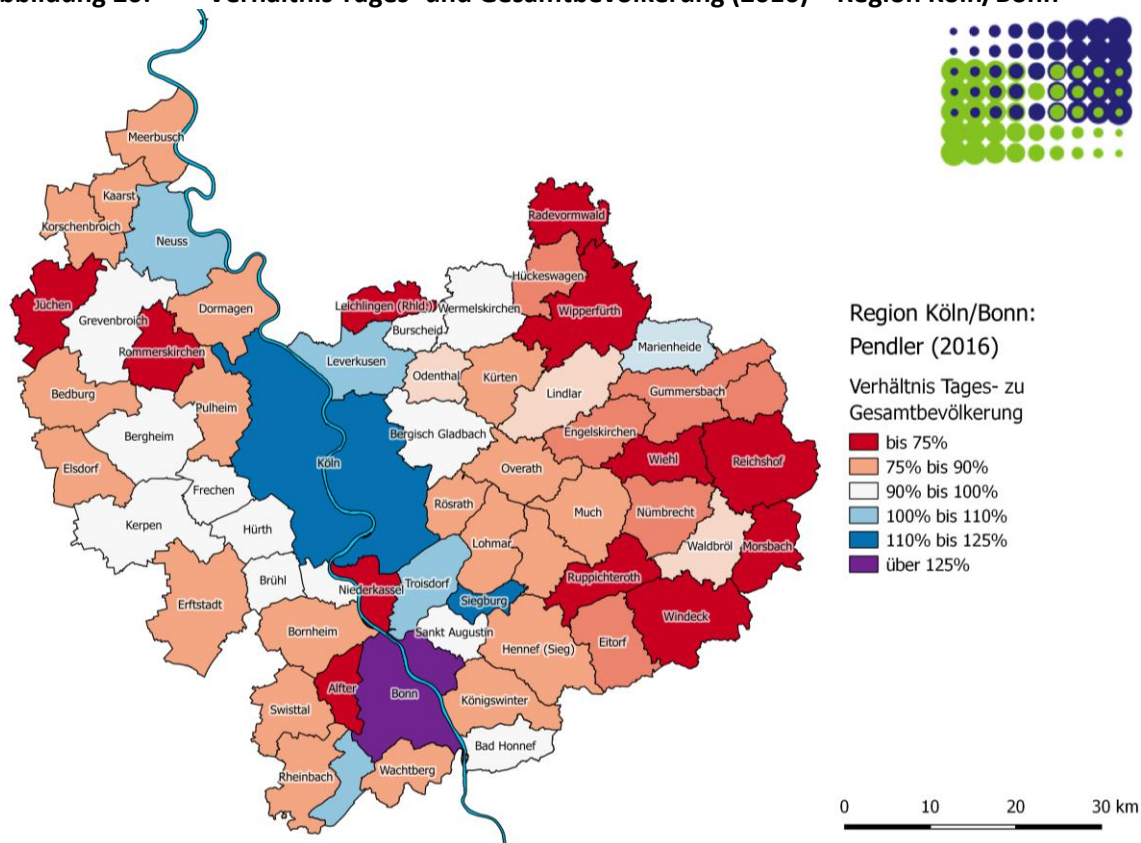 bbildung 20: Verhältnis Tages- und Gesamtbevölkerung (2016) – Region Köln/Bonn
Meerbusch
Kaarst
Korschenbroich
Neuss
Radevormwald
Hückeswagen
Jüchen
Grevenbroich
Dormagen
Leichlingen (Rhld.)
Wermelskirchen
Wipperfürth
Burscheid
Rommerskirchen
Leverkusen
Marienheide
Odenthal
Kürten
Lindlar
Gummersbach
Bedburg
Pulheim
Bergheim
Bergisch Gladbach
Engelskirchen
Elsdorf
Köln
Overath
Wiehl
Reichshof
Frechen
Kerpen
Hürth
Rösrath
Much
Nümbrecht
Lohmar
Waldbröl
Morsbach
Brühl
Niederkassel
Troisdorf
Ruppichteroth
Erftstadt
Siegburg
Windeck
Bornheim
Sankt Augustin
Hennef (Sieg)
Eitorf
Alfter
Bonn
Swisttal
Königswinter
Bad Honnef
Rheinbach
Wachtberg
Region Köln/Bonn:
Pendler (2016)
Verhältnis Tages- zu
Gesamtbevölkerung
bis 75%
75% bis 90%
90% bis 100%
100% bis 110%
110% bis 125%
über 125%
0 10 20 30 km